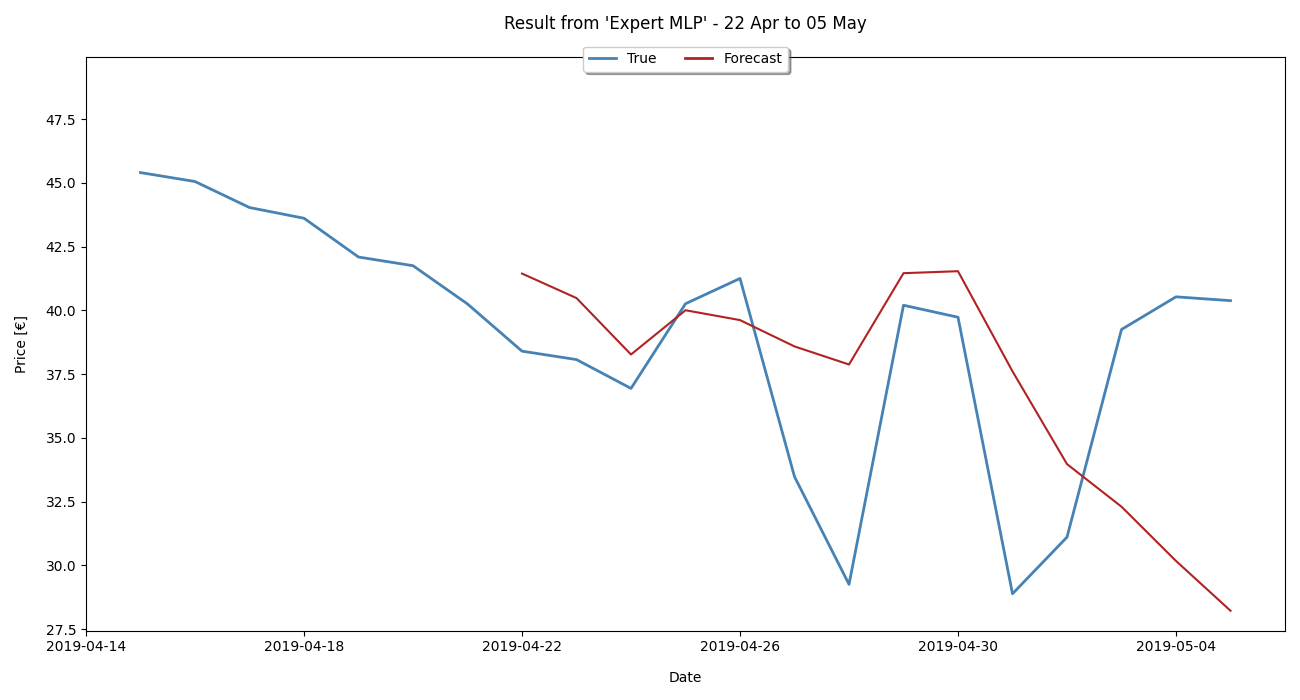 Result from 'Expert MLP' - 22 Apr to 05 May
True Forecast
47.5
45.0
42.5
40.0
37.5
35.0
32.5
30.0
27.5
Price [€]
2019-04-14 2019-04-18 2019-04-22 2019-04-26 2019-04-30 2019-05-04
Date